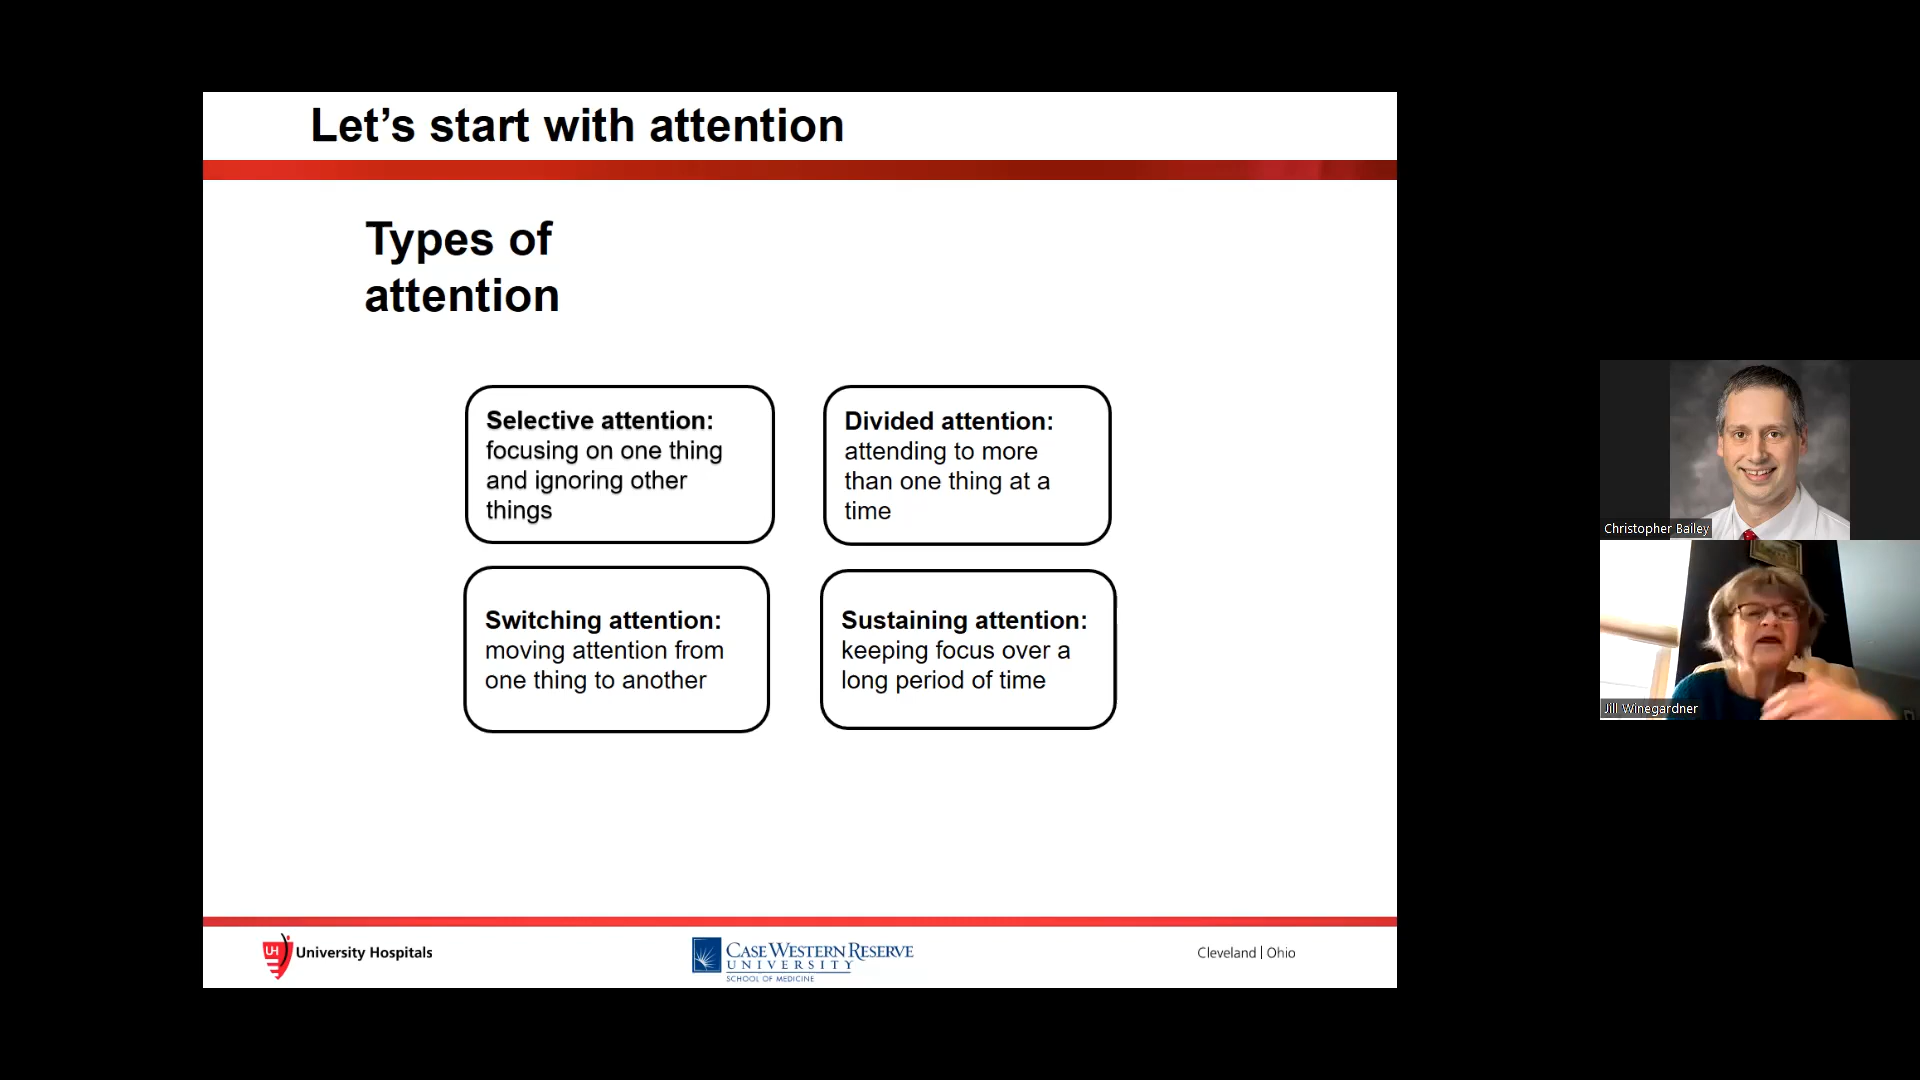 Let’s start with attention
Types of
attention
Selective attention:
focusing on one thing
and ignoring other
things
Divided attention:
attending to more
than one thing at a
time
Switching attention:
moving attention from
one thing to another
Sustaining attention:
keeping focus over a
long period of time
UH
University Hospitals
CASE WESTERN RESERVE
UNIVERSITY
SCHOOL OF MEDICINE
Cleveland | Ohio
Christopher Bailey
Jill Winegardner